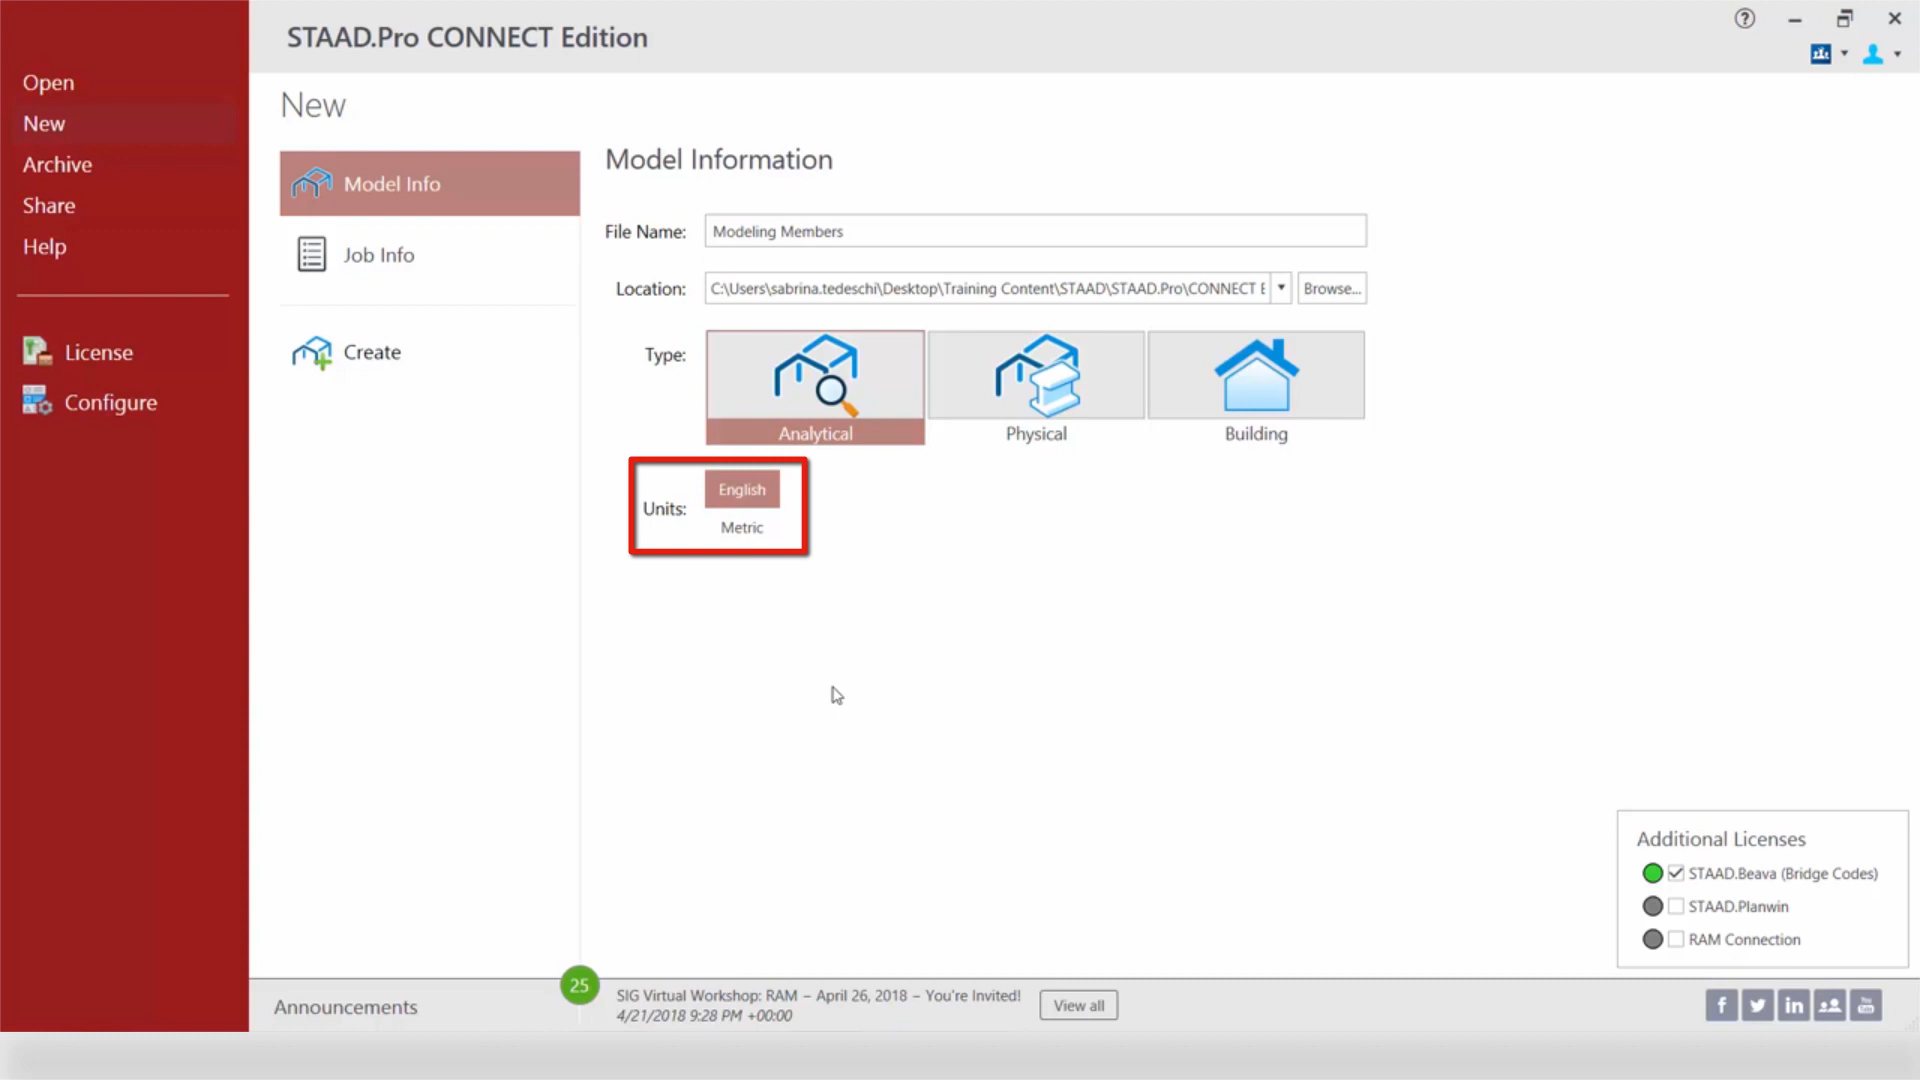 STAAD.Pro CONNECT Edition
Open
New
Archive
Share
Help
License
Configure
New
Model Info
Job Info
Create
Model Information
File Name: Modeling Members
Location: C:\Users\sabrina.tedeschi\Desktop\Training Content\STAAD\STAAD.Pro\CONNECT E Browse...
Type:
Analytical Physical Building
Units: English
Metric
Additional Licenses
STAAD.Beava (Bridge Codes)
STAAD.Planwin
RAM Connection
Announcements
25
SIG Virtual Workshop: RAM – April 26, 2018 – You're Invited!
4/21/2018 9:28 PM +00:00
View all